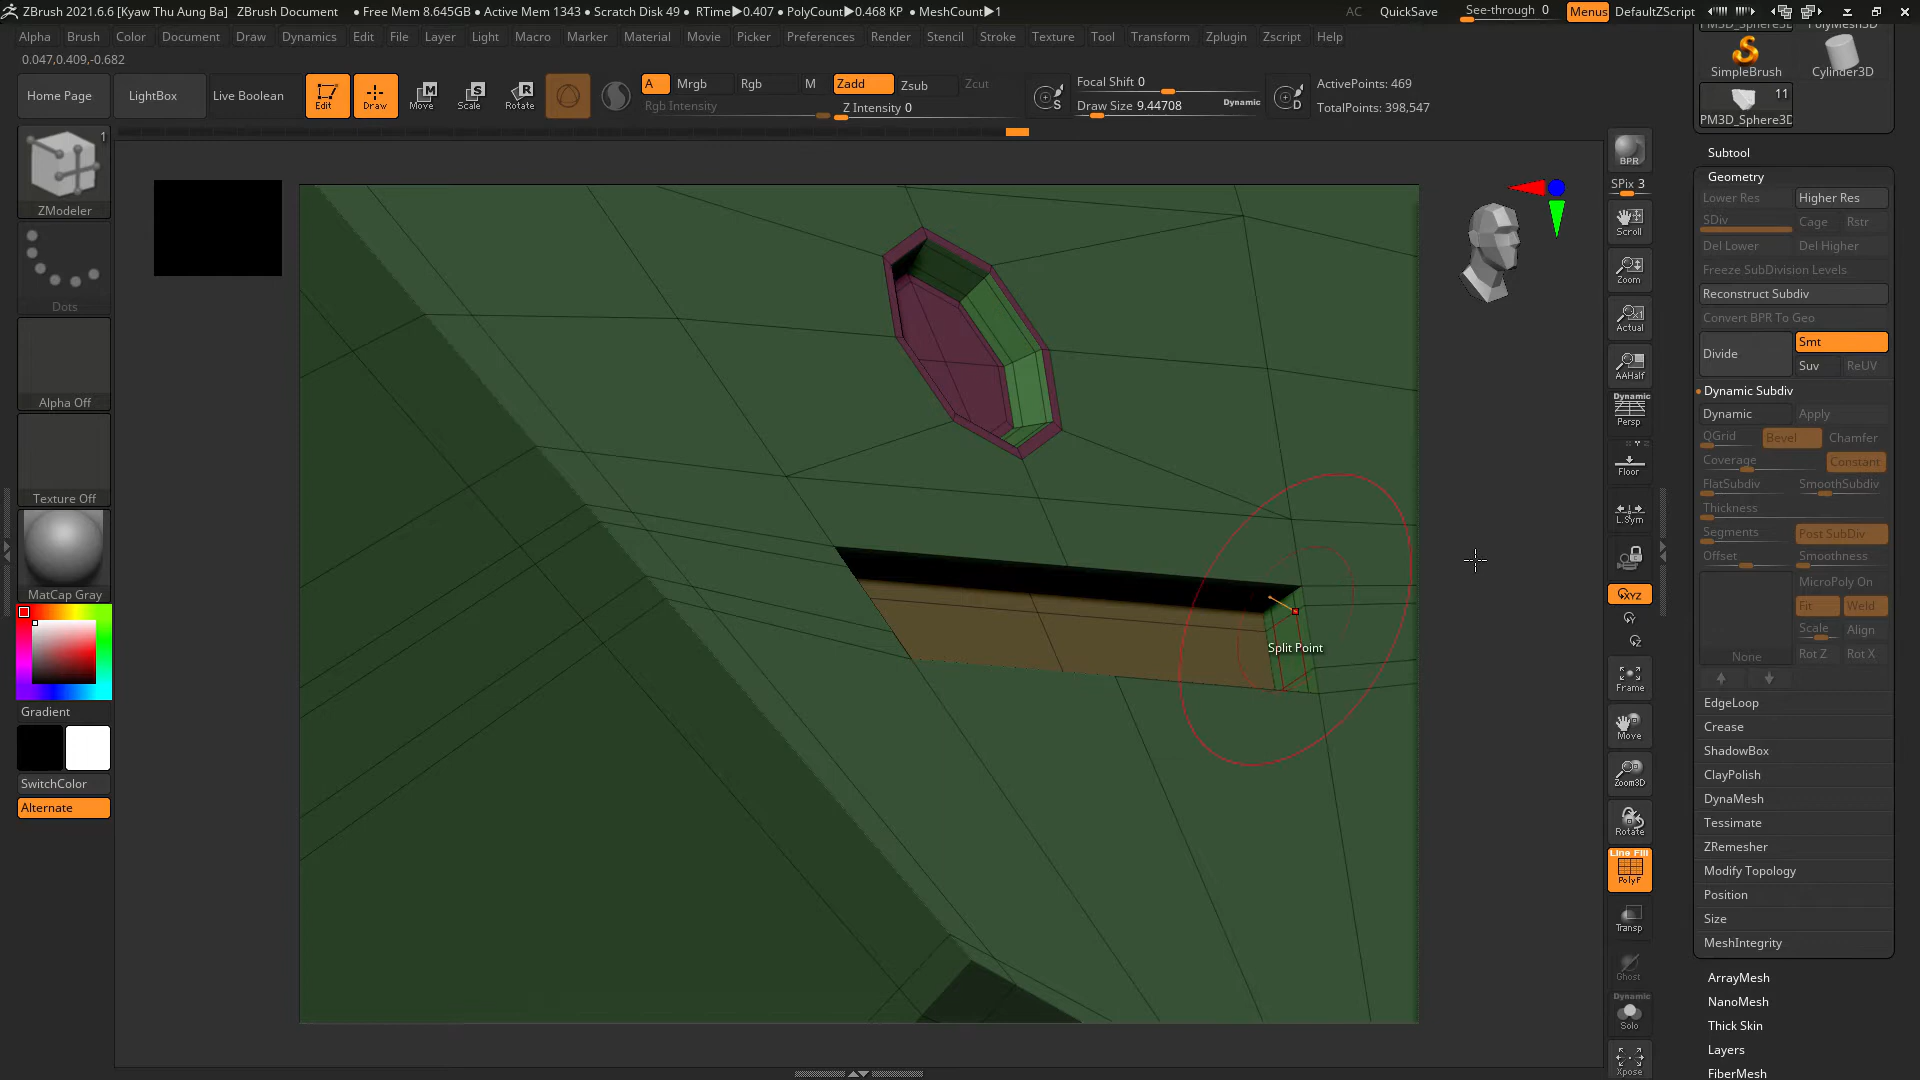 ZBrush 2021.6.6 [Kyaw Thu Aung Ba] ZBrush Document ● Free Mem 8.645GB ● Active Mem 1343 ● Scratch Disk 49 ● RTime▶0.407 ● PolyCount▶0.468 KP ● MeshCount▶1 AC QuickSave See-through 0 Menus DefaultZScript
Alpha Brush Color Document Draw Dynamics Edit File Layer Light Macro Marker Material Movie Picker Preferences Render Stencil Stroke Texture Tool Transform Zplugin Zscript Help
0.047,0.409,-0.682
Home Page LightBox Live Boolean Edit Draw Move Scale Rotate
A Mrgb Rgb M Zadd Zsub Zcut
Rgb Intensity Z Intensity 0
Focal Shift 0
Draw Size 9.44708 Dynamic
ActivePoints: 469
TotalPoints: 398,547
1
ZModeler
Dots
Alpha Off
Texture Off
MatCap Gray
Gradient
SwitchColor
Alternate
Split Point
BPR
SPix 3
Scroll
Zoom
Actual
AAHalf
Dynamic
Persp
Floor
L.Sym
XYZ
Frame
Move
Zoom3D
Rotate
Line Fill
PolyF
Transp
Ghost
Dynamic
Solo
Xpose
SimpleBrush Cylinder3D
11
PM3D_Sphere3D
Subtool
Geometry
Lower Res Higher Res
SDiv Cage Rstr
Del Lower Del Higher
Freeze SubDivision Levels
Reconstruct Subdiv
Convert BPR To Geo
Divide Smt
Suv ReUV
Dynamic Subdiv
Dynamic Apply
QGrid Bevel Chamfer
Coverage Constant
FlatSubdiv SmoothSubdiv
Thickness
Segments Post SubDiv
Offset Smoothness
MicroPoly On
Fit Weld
Scale Align
None Rot Z Rot X
EdgeLoop
Crease
ShadowBox
ClayPolish
DynaMesh
Tessimate
ZRemesher
Modify Topology
Position
Size
MeshIntegrity
ArrayMesh
NanoMesh
Thick Skin
Layers
FiberMesh